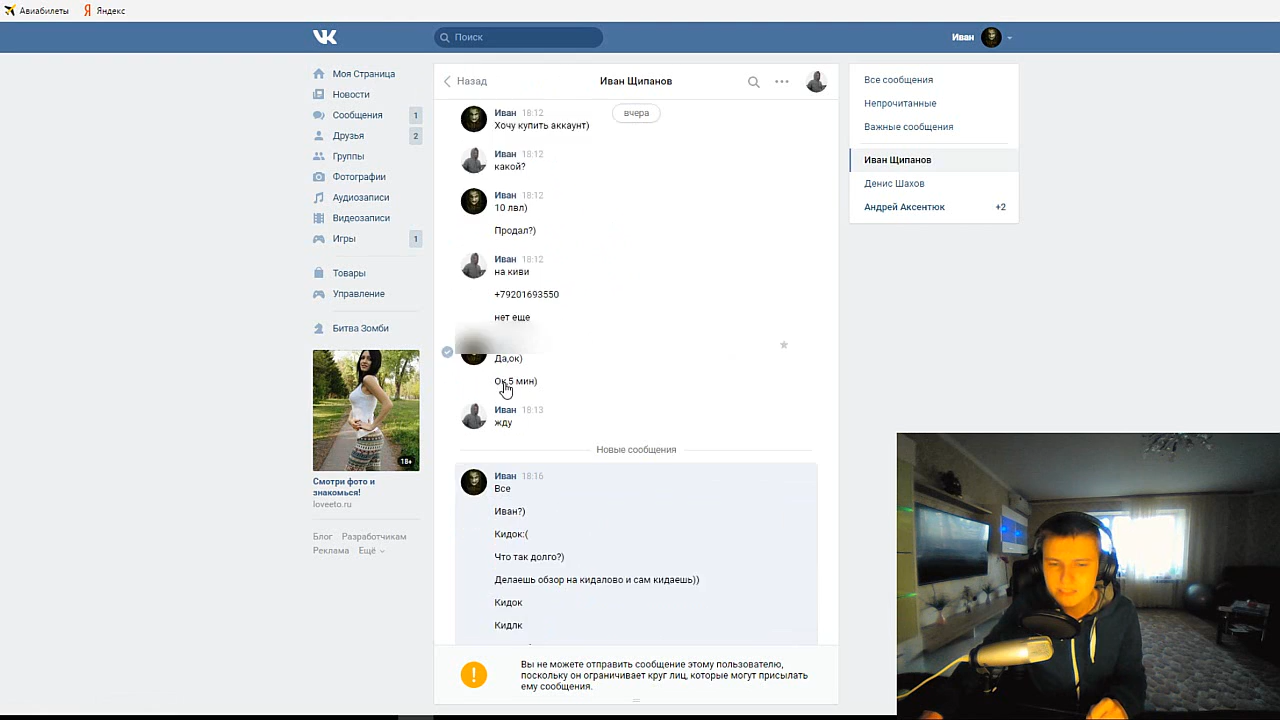 Авиабилеты
Яндекс
Поиск
Иван
Моя Страница
Новости
Сообщения 1
Друзья 2
Группы
Фотографии
Аудиозаписи
Видеозаписи
Игры 1
Товары
Управление
Битва Зомби
18+
Смотри фото и
знакомься!
loveeto.ru
Блог Разработчикам
Реклама Ещё
Назад
Иван Щипанов
вчера
Иван 18:12
Хочу купить аккаунт)
Иван 18:12
какой?
Иван 18:12
10 лвл)
Продал?)
Иван 18:12
на киви
+79201693550
нет еще
Да,ок)
Ок,5 мин)
Иван 18:13
жду
Новые сообщения
Иван 18:16
Все
Иван?)
Кидок:(
Что так долго?)
Делаешь обзор на кидалово и сам кидаешь))
Кидок
Кидлк
Вы не можете отправить сообщение этому пользователю,
поскольку он ограничивает круг лиц, которые могут присылать
ему сообщения.
Все сообщения
Непрочитанные
Важные сообщения
Иван Щипанов
Денис Шахов
Андрей Аксентюк +2